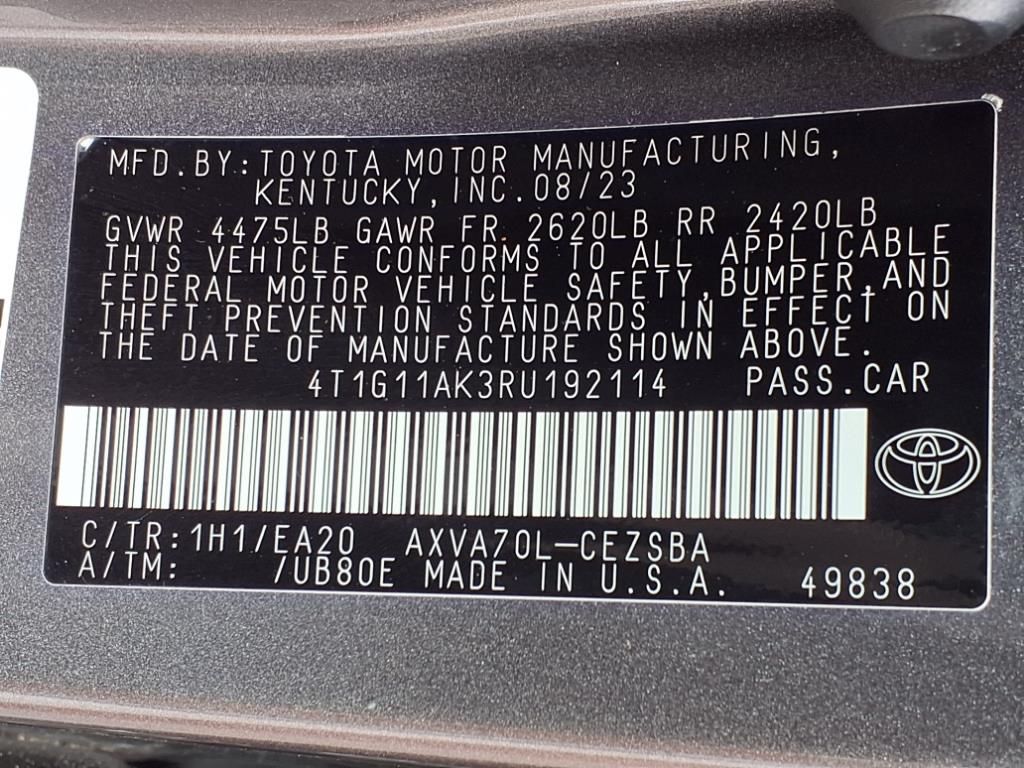 MFD.BY:TOYOTA MOTOR MANUFACTURING,
KENTUCKY,INC.08/23
GVWR 4475LB GAWR FR 2620LB RR 2420LB
THIS VEHICLE CONFORMS TO ALL APPLICABLE
FEDERAL MOTOR VEHICLE SAFETY,BUMPER,AND
THEFT PREVENTION STANDARDS IN EFFECT ON
THE DATE OF MANUFACTURE SHOWN ABOVE.
4T1G11AK3RU192114 PASS.CAR
C/TR:1H1/EA20 AXVA70L-CEZSBA
A/TM: /UB80E MADE IN U.S.A. 49838